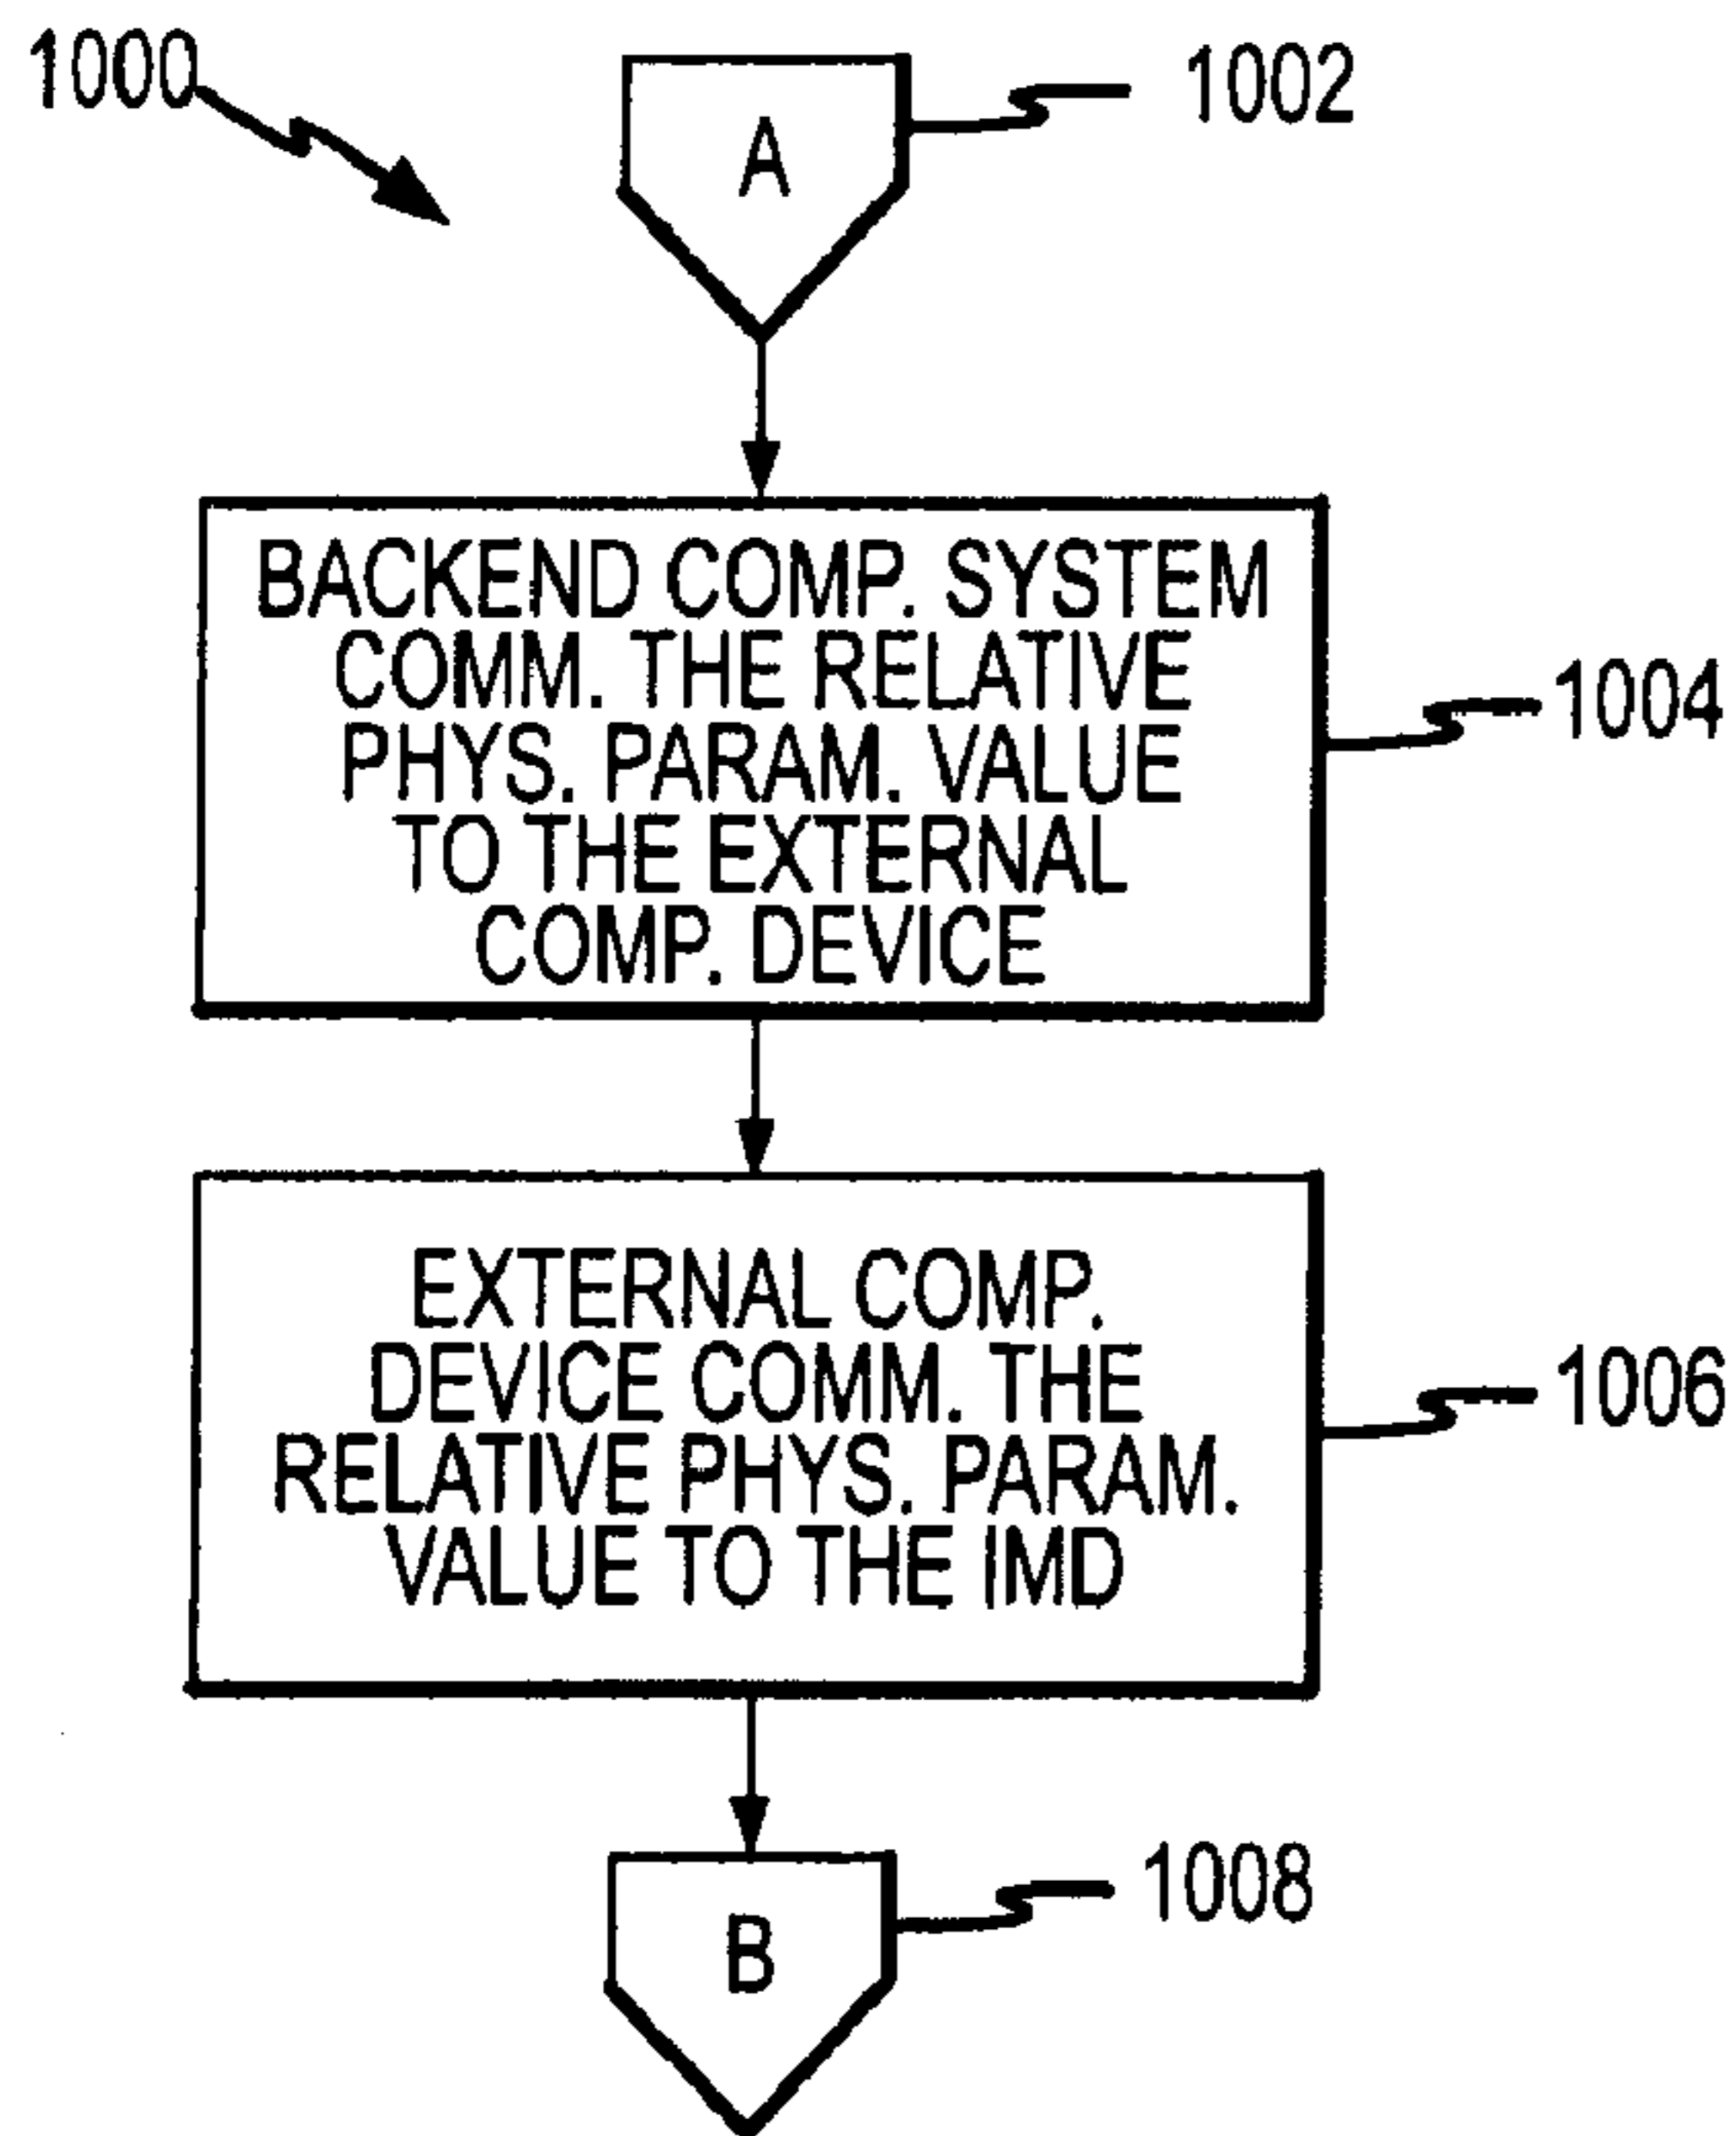 1000
A
1002
BACKEND COMP. SYSTEM
COMM. THE RELATIVE
PHYS. PARAM. VALUE
TO THE EXTERNAL
COMP. DEVICE
1004
EXTERNAL COMP.
DEVICE COMM. THE
RELATIVE PHYS. PARAM.
VALUE TO THE IMD
1006
B
1008